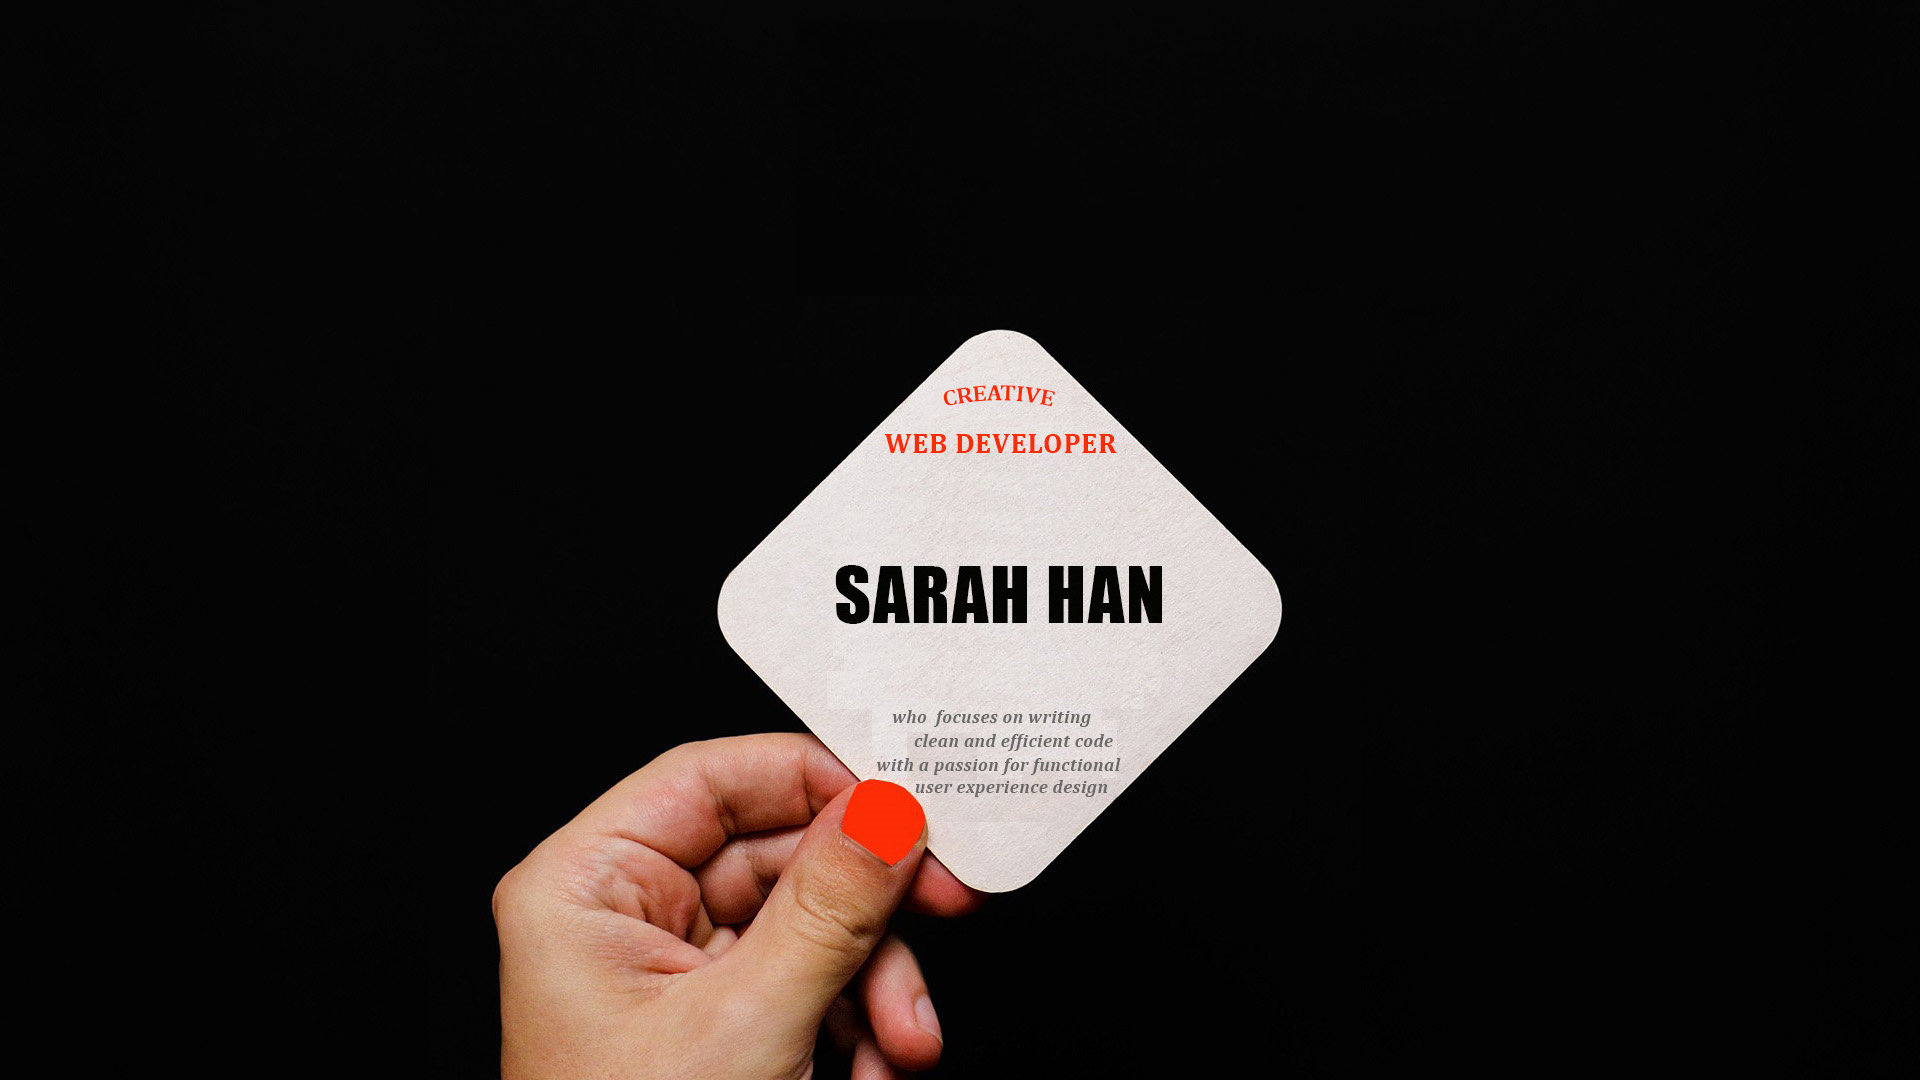 CREATIVE
WEB DEVELOPER
SARAH HAN
who focuses on writing
clean and efficient code
with a passion for functional
user experience design